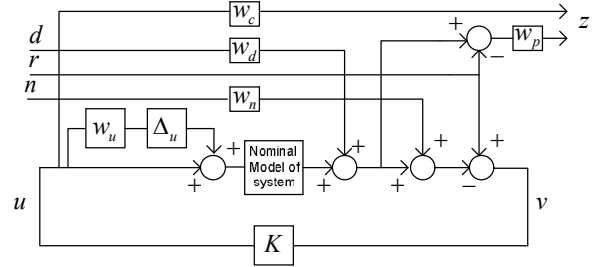 w_c
z
d
w_d
+
w_p
−
r
n
w_n
w_u
Δ_u
+
+
+
+
+
Nominal
Model of
system
+
+
+
−
u
v
K